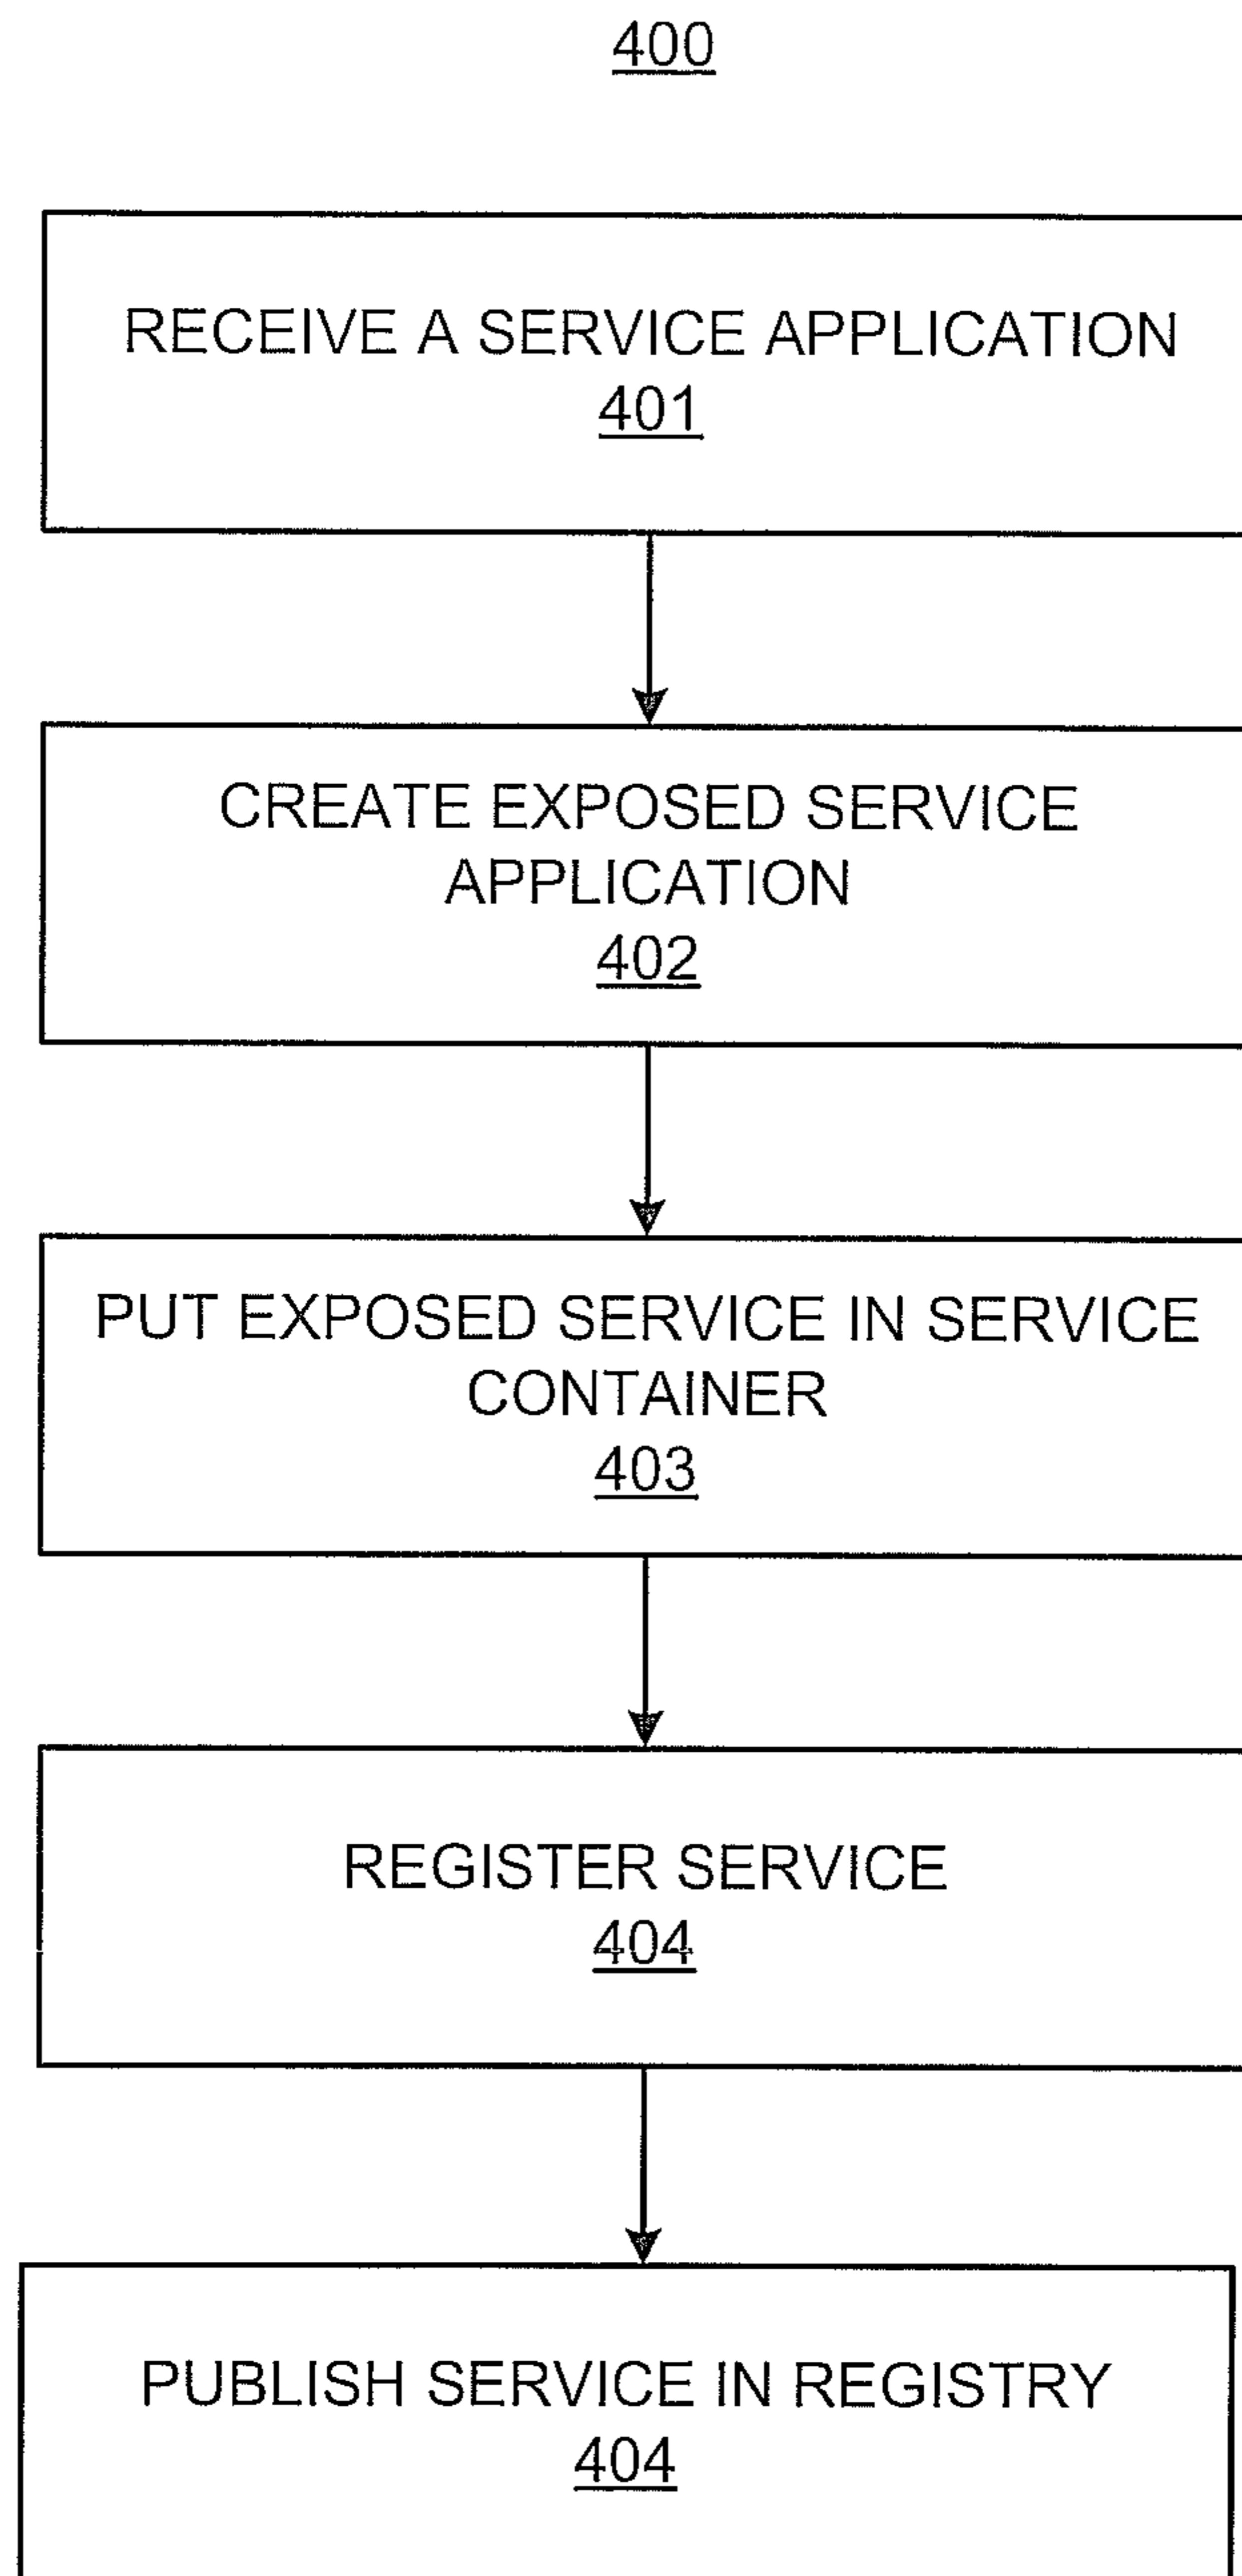 400
RECEIVE A SERVICE APPLICATION
401
CREATE EXPOSED SERVICE
APPLICATION
402
PUT EXPOSED SERVICE IN SERVICE
CONTAINER
403
REGISTER SERVICE
404
PUBLISH SERVICE IN REGISTRY
404